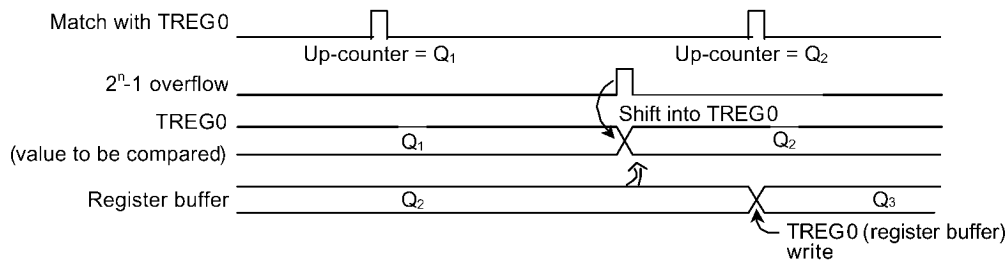 Match with TREG0
Up-counter = Q₁
Up-counter = Q₂
2ⁿ-1 overflow
Shift into TREG0
TREG0
(value to be compared)
Q₁
Q₂
Register buffer
Q₂
Q₃
TREG0 (register buffer)
write